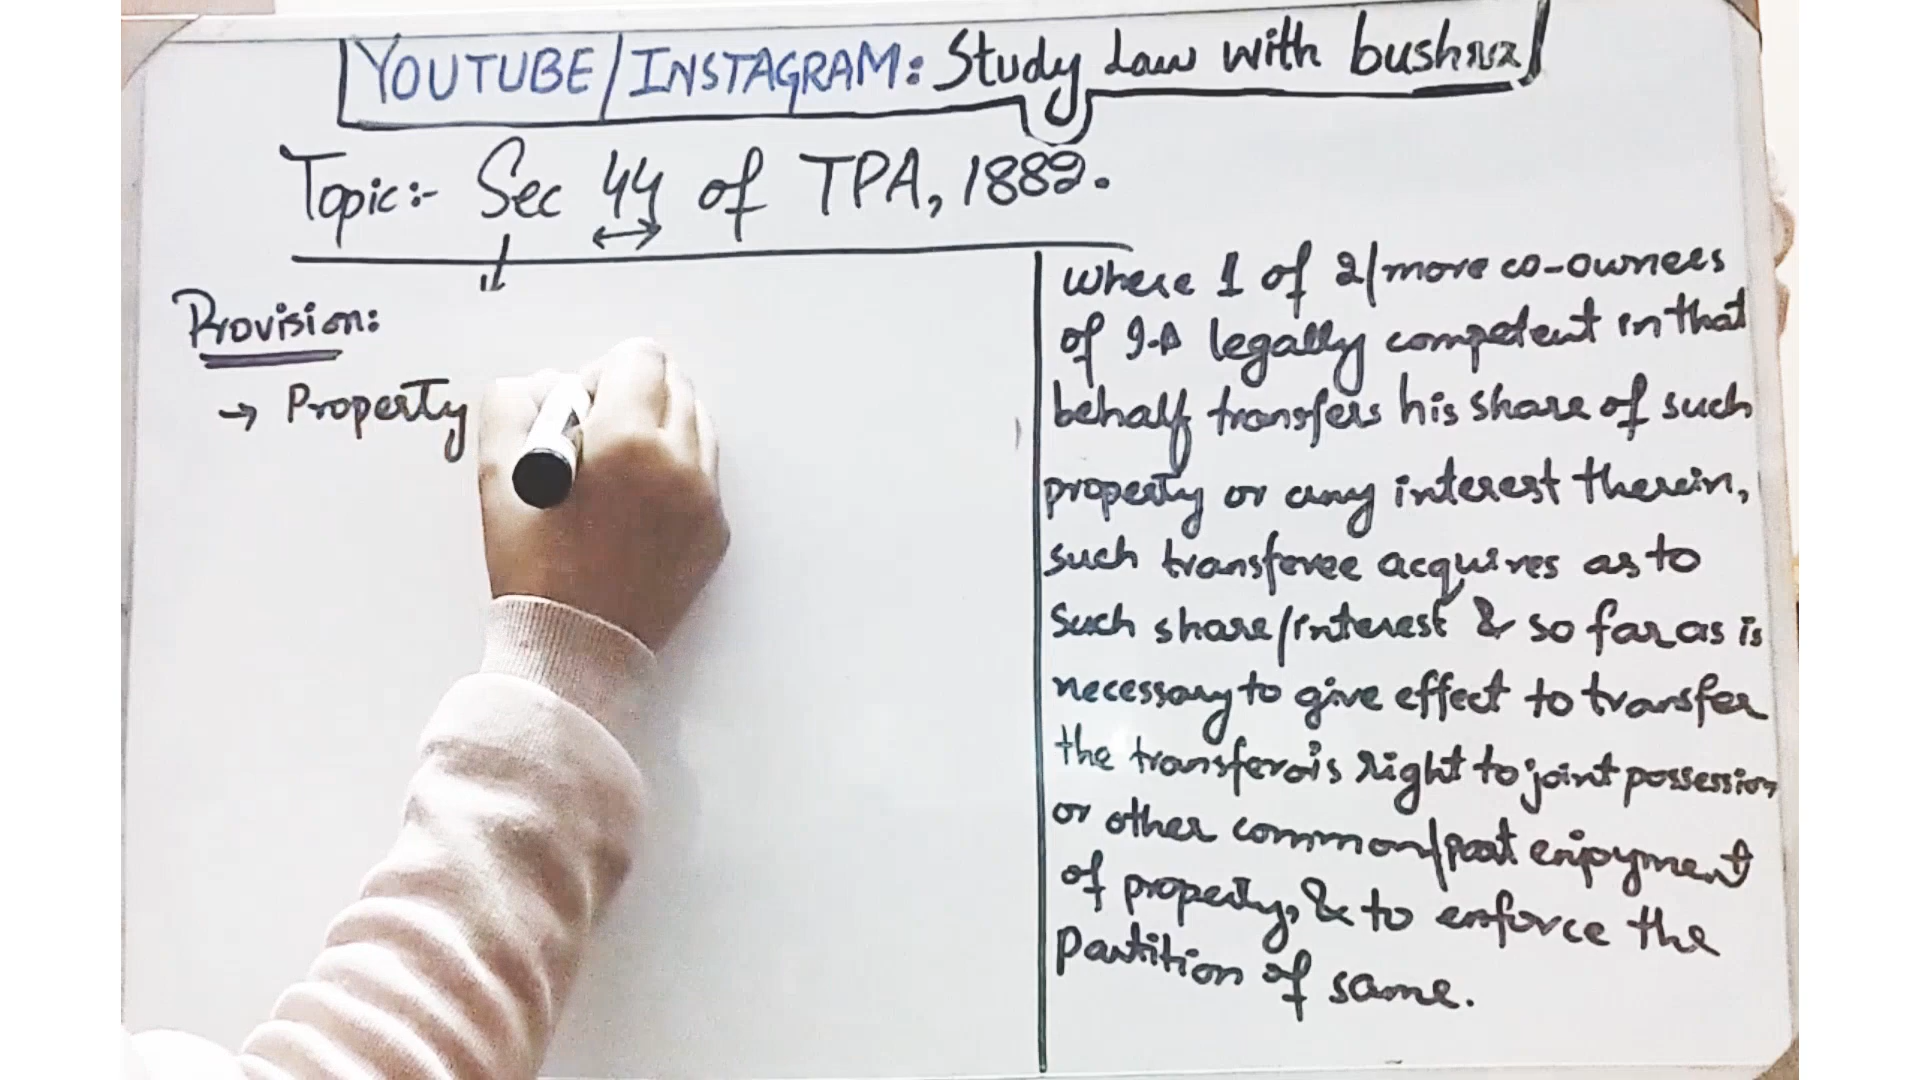 YOUTUBE/INSTAGRAM: Study Law with bushra
Topic:- Sec 44 of TPA, 1882.
Provision:
→ Property
Where 1 of 2/more co-owners
of I.P legally competent in that
behalf transfers his share of such
property or any interest therein,
such transferee acquires as to
such share/interest & so far as is
necessary to give effect to transfer
the transferor's right to joint possession
or other common/part enjoyment
of property, & to enforce the
partition of same.